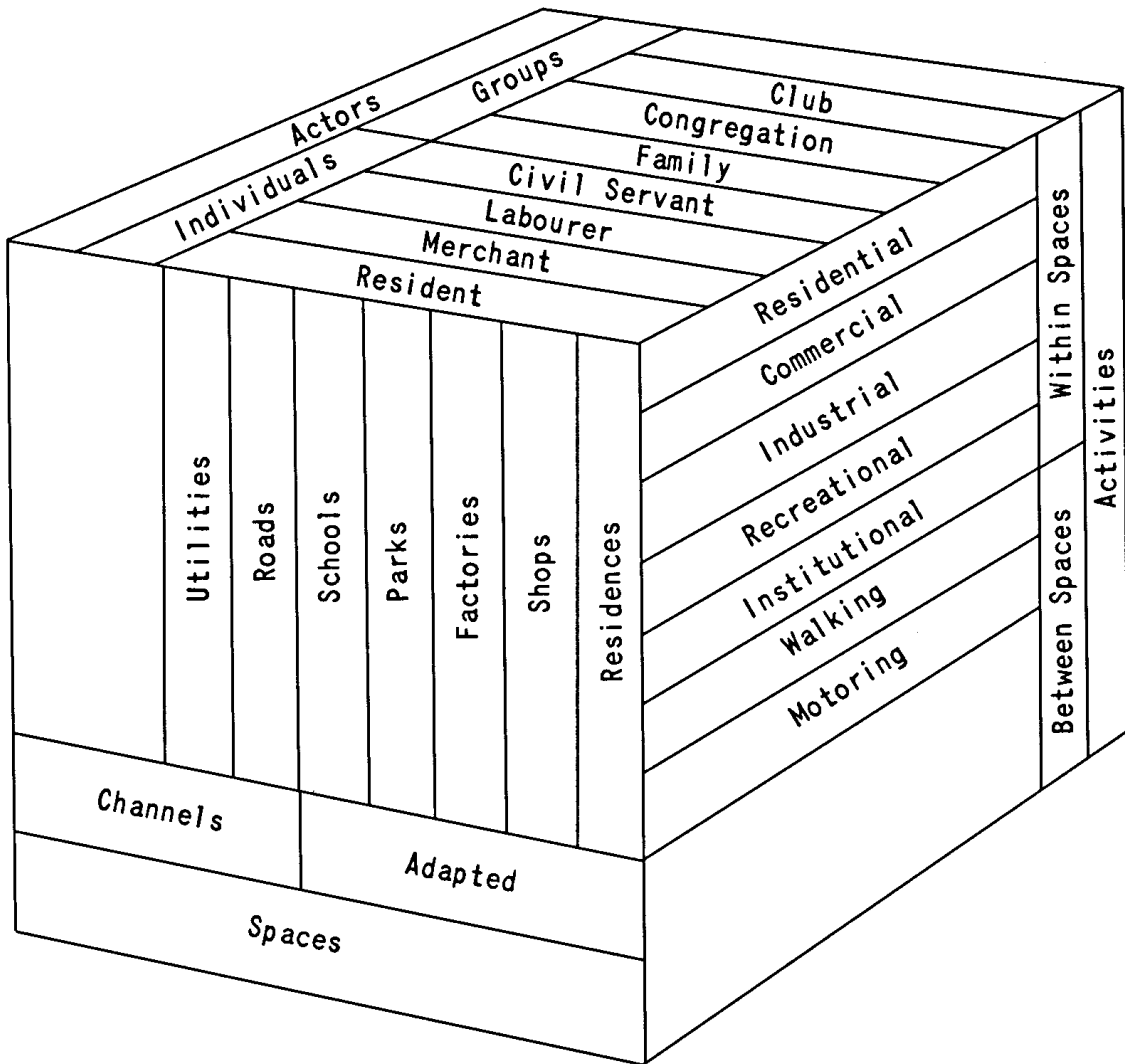 Actors
Groups
Individuals
Club
Congregation
Family
Civil Servant
Labourer
Merchant
Resident
Utilities
Roads
Schools
Parks
Factories
Shops
Residences
Channels
Adapted
Spaces
Residential
Commercial
Industrial
Recreational
Institutional
Walking
Motoring
Within Spaces
Between Spaces
Activities